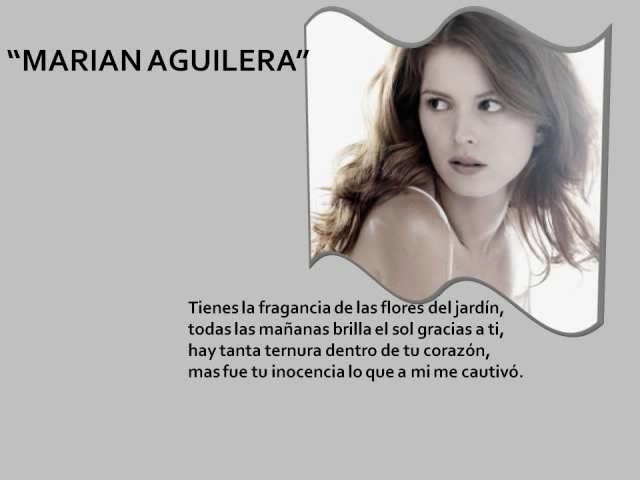 “MARIAN AGUILERA”
Tienes la fragancia de las flores del jardín,
todas las mañanas brilla el sol gracias a ti,
hay tanta ternura dentro de tu corazón,
mas fue tu inocencia lo que a mi me cautivó.